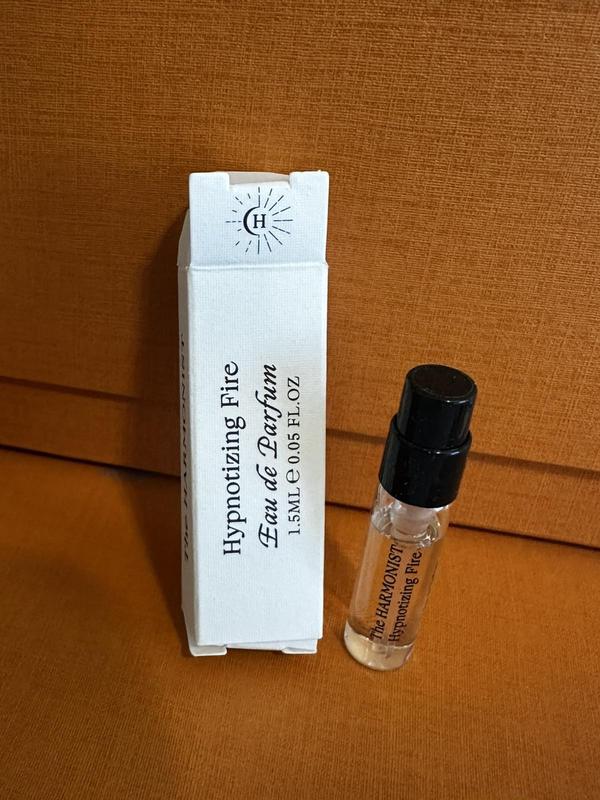 H
The HARMONIST
Hypnotizing Fire
Eau de Parfum
1.5ML ℮ 0.05 FL.OZ
The HARMONIST
Hypnotizing Fire